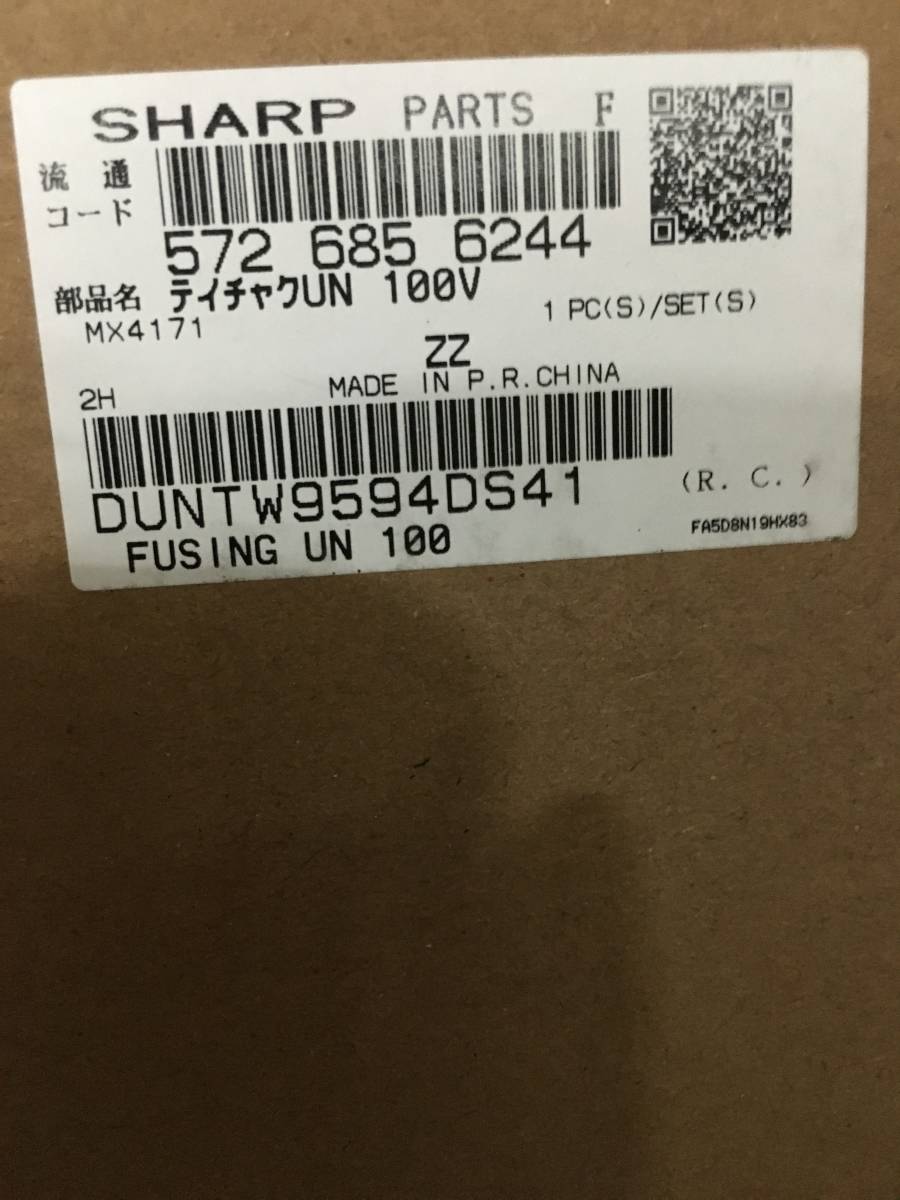 SHARP PARTS F
流通
コード
572 685 6244
部品名 テイチャクUN 100V
MX4171
1 PC(S)/SET(S)
ZZ
2H
MADE IN P.R.CHINA
DUNTW9594DS41
(R. C. )
FUSING UN 100
FA5D8N19HX83